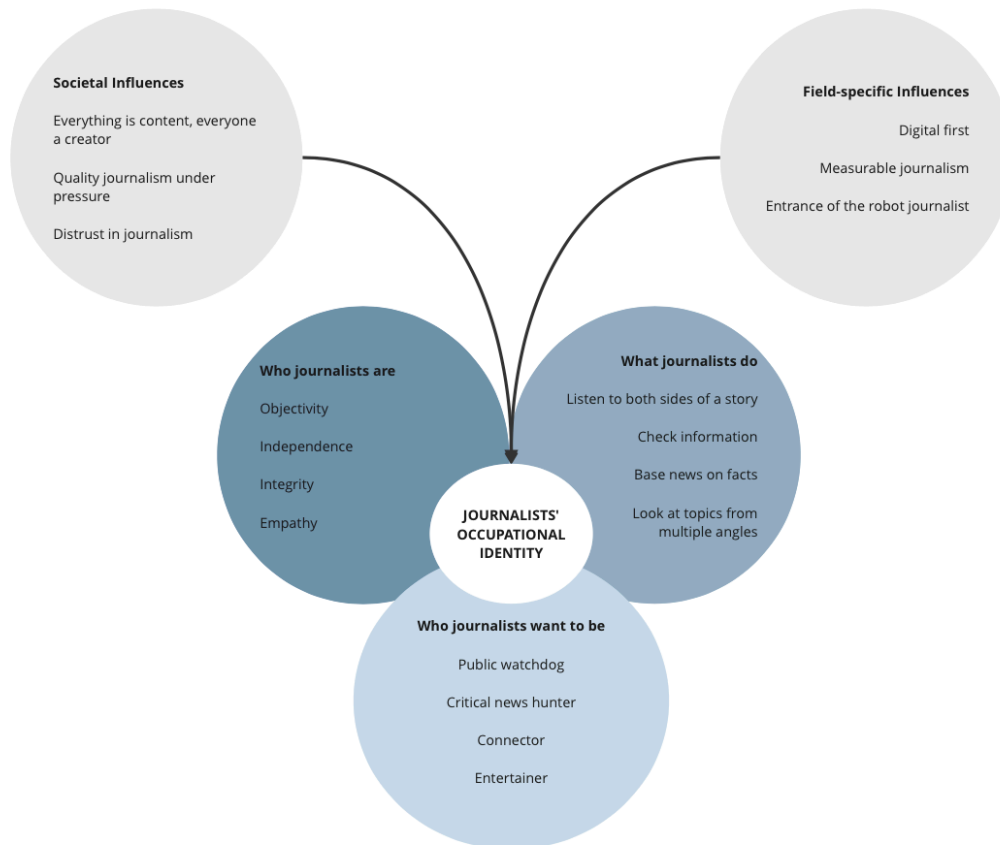 Societal Influences
Everything is content, everyone
a creator
Quality journalism under
pressure
Distrust in journalism
Field-specific Influences
Digital first
Measurable journalism
Entrance of the robot journalist
Who journalists are
Objectivity
Independence
Integrity
Empathy
What journalists do
Listen to both sides of a story
Check information
Base news on facts
Look at topics from
multiple angles
JOURNALISTS'
OCCUPATIONAL
IDENTITY
Who journalists want to be
Public watchdog
Critical news hunter
Connector
Entertainer